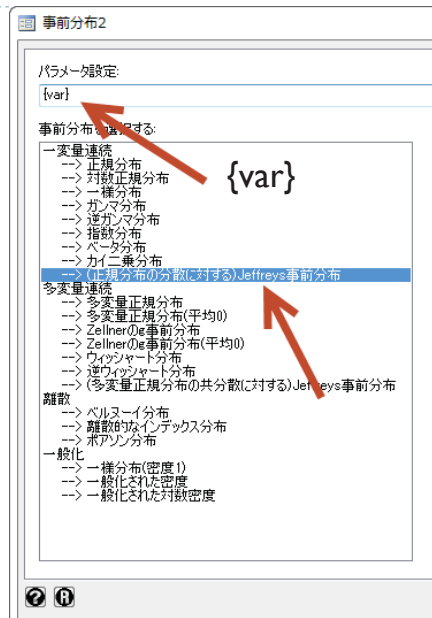 事前分布2
パラメータ設定:
{var}
事前分布を選択する:
{var}
一変量連続
--> 正規分布
--> 対数正規分布
--> 一様分布
--> ガンマ分布
--> 逆ガンマ分布
--> 指数分布
--> ベータ分布
--> カイ二乗分布
--> (正規分布の分散に対する)Jeffreys事前分布
多変量連続
--> 多変量正規分布
--> 多変量正規分布(平均0)
--> Zellnerのg事前分布
--> Zellnerのg事前分布(平均0)
--> ウィッシャート分布
--> 逆ウィッシャート分布
--> (多変量正規分布の共分散に対する)Jeffreys事前分布
離散
--> ベルヌーイ分布
--> 離散的なインデックス分布
--> ポアソン分布
一般化
--> 一様分布(密度1)
--> 一般化された密度
--> 一般化された対数密度
? R